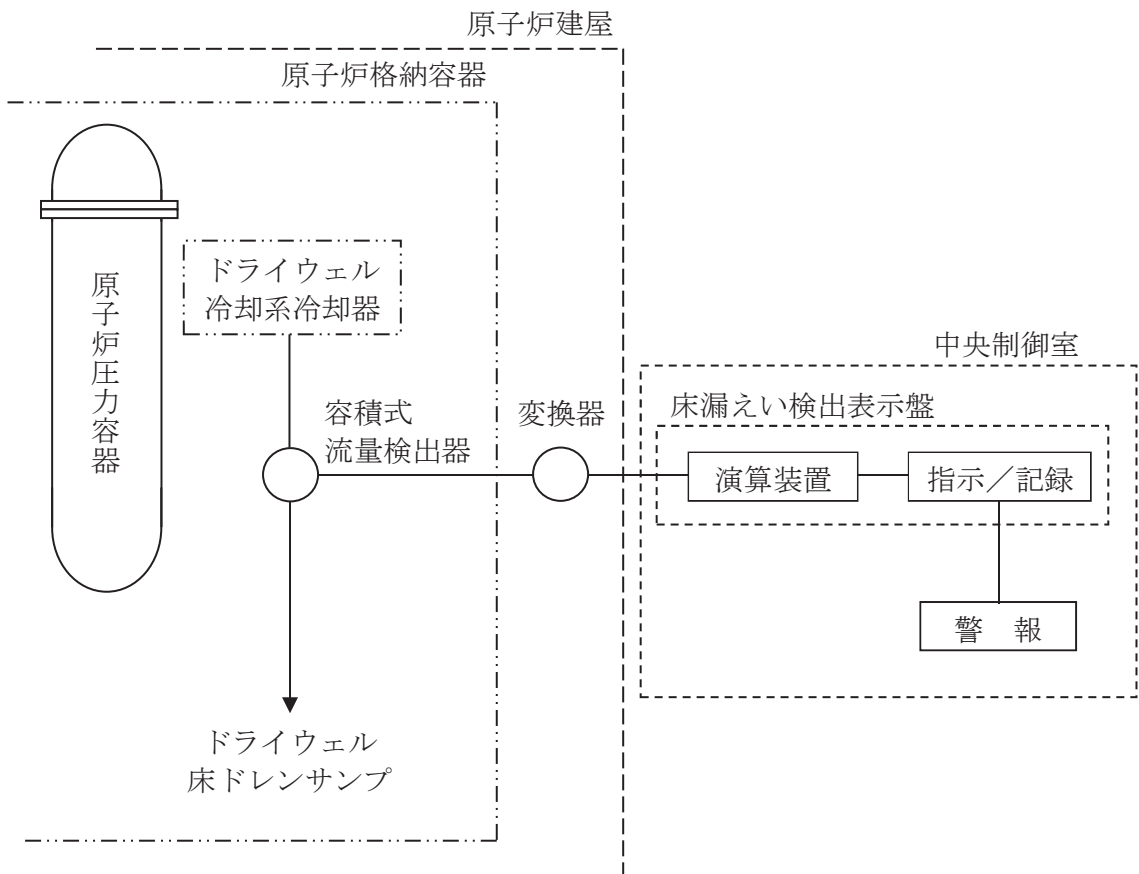 原子炉建屋
原子炉格納容器
原子炉圧力容器
ドライウェル
冷却系冷却器
中央制御室
床漏えい検出表示盤
容積式
流量検出器
変換器
演算装置
指示／記録
警　報
ドライウェル
床ドレンサンプ